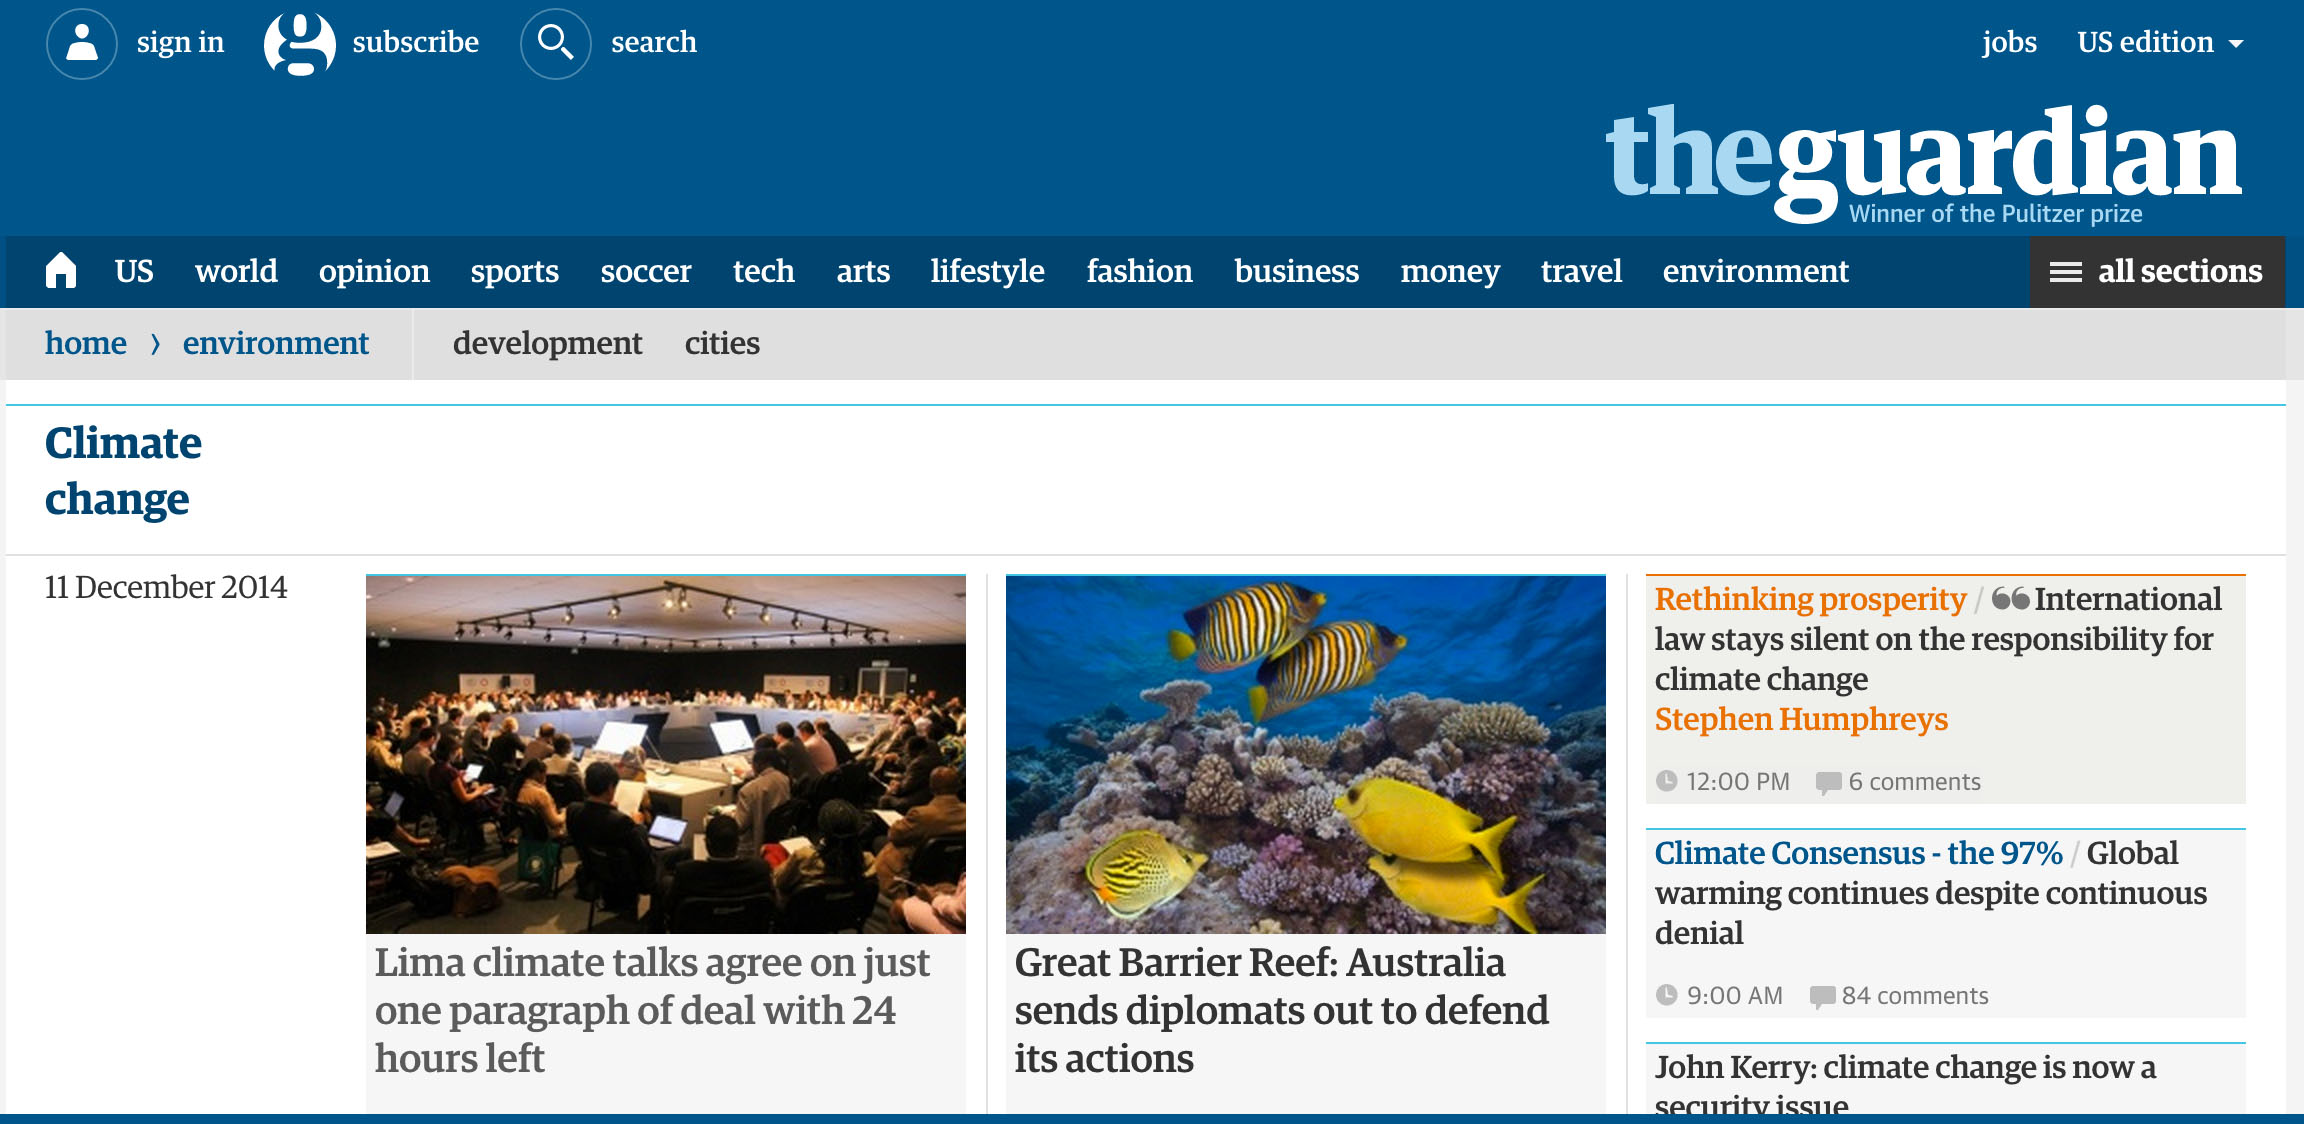 sign in subscribe search jobs US edition
theguardian
Winner of the Pulitzer prize
US world opinion sports soccer tech arts lifestyle fashion business money travel environment all sections
home › environment development cities
Climate
change
11 December 2014
Lima climate talks agree on just
one paragraph of deal with 24
hours left
Great Barrier Reef: Australia
sends diplomats out to defend
its actions
Rethinking prosperity / “International
law stays silent on the responsibility for
climate change
Stephen Humphreys
12:00 PM 6 comments
Climate Consensus - the 97% / Global
warming continues despite continuous
denial
9:00 AM 84 comments
John Kerry: climate change is now a
security issue